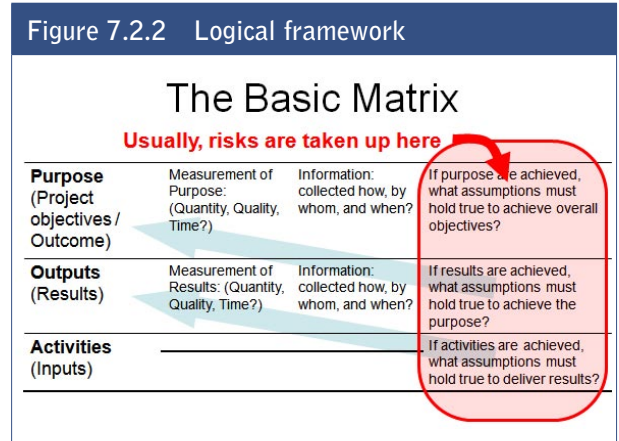 Figure 7.2.2 Logical framework
The Basic Matrix
Usually, risks are taken up here
Purpose
(Project
objectives /
Outcome)
Measurement of
Purpose:
(Quantity, Quality,
Time?)
Information:
collected how, by
whom, and when?
If purpose are achieved,
what assumptions must
hold true to achieve overall
objectives?
Outputs
(Results)
Measurement of
Results: (Quantity,
Quality, Time?)
Information:
collected how, by
whom, and when?
If results are achieved,
what assumptions must
hold true to achieve the
purpose?
Activities
(Inputs)
If activities are achieved,
what assumptions must
hold true to deliver results?